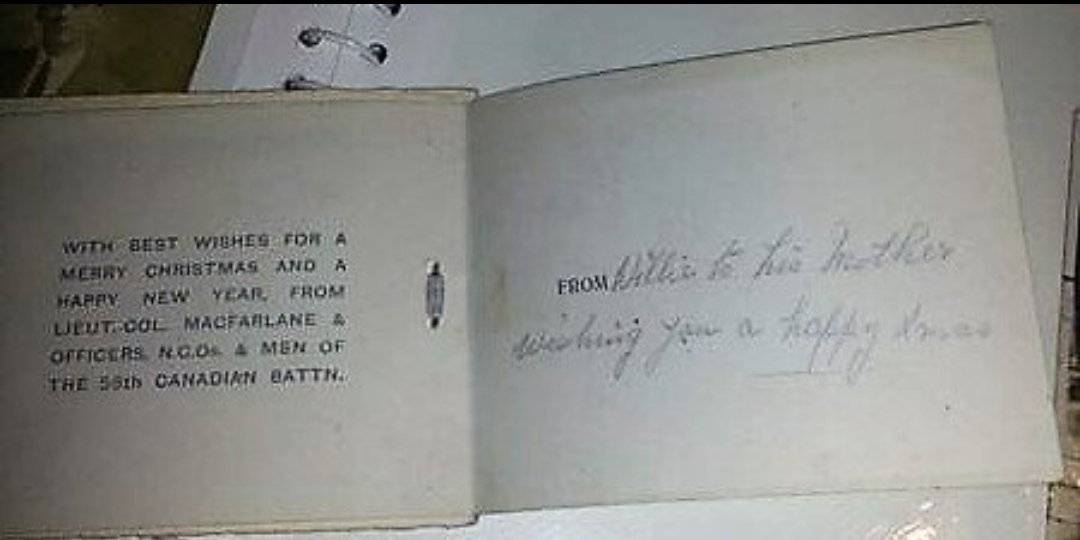 WITH BEST WISHES FOR A
MERRY CHRISTMAS AND A
HAPPY NEW YEAR, FROM
LIEUT.-COL. MACFARLANE &
OFFICERS, N.C.Os. & MEN OF
THE 58th CANADIAN BATTN.
FROM Willie to his Mother
wishing you a happy Xmas